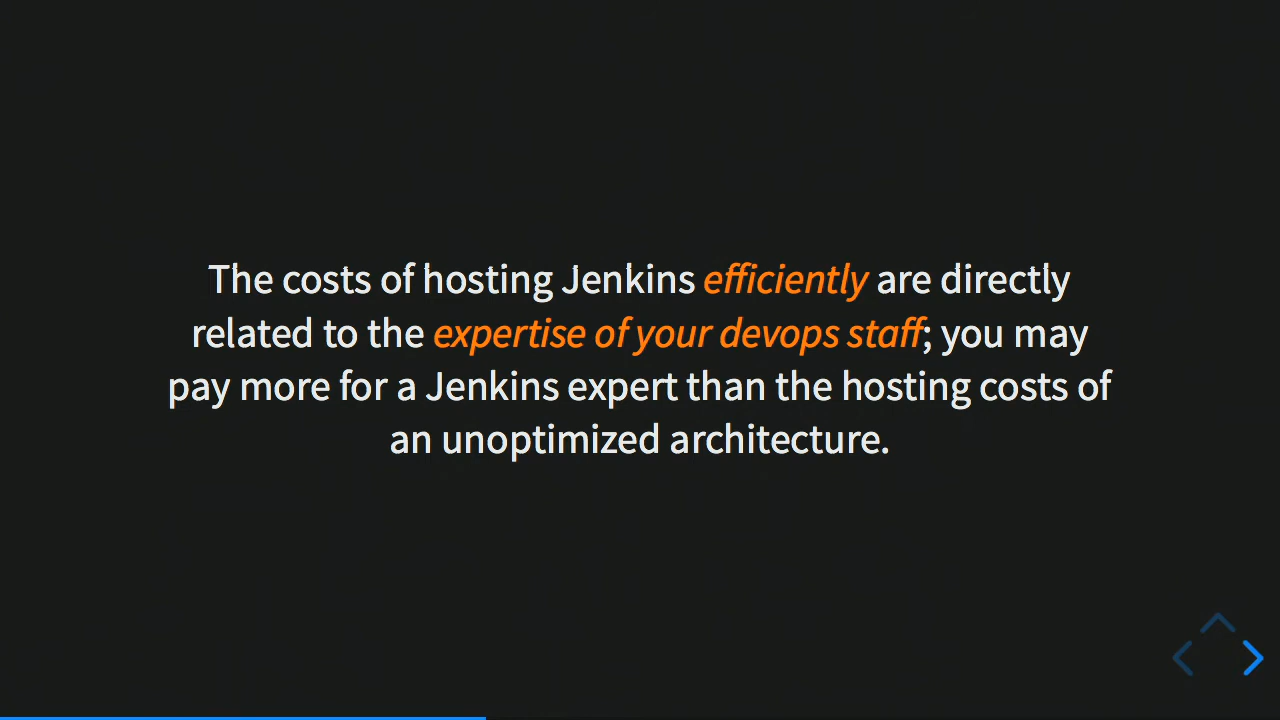 The costs of hosting Jenkins efficiently are directly
related to the expertise of your devops staff; you may
pay more for a Jenkins expert than the hosting costs of
an unoptimized architecture.